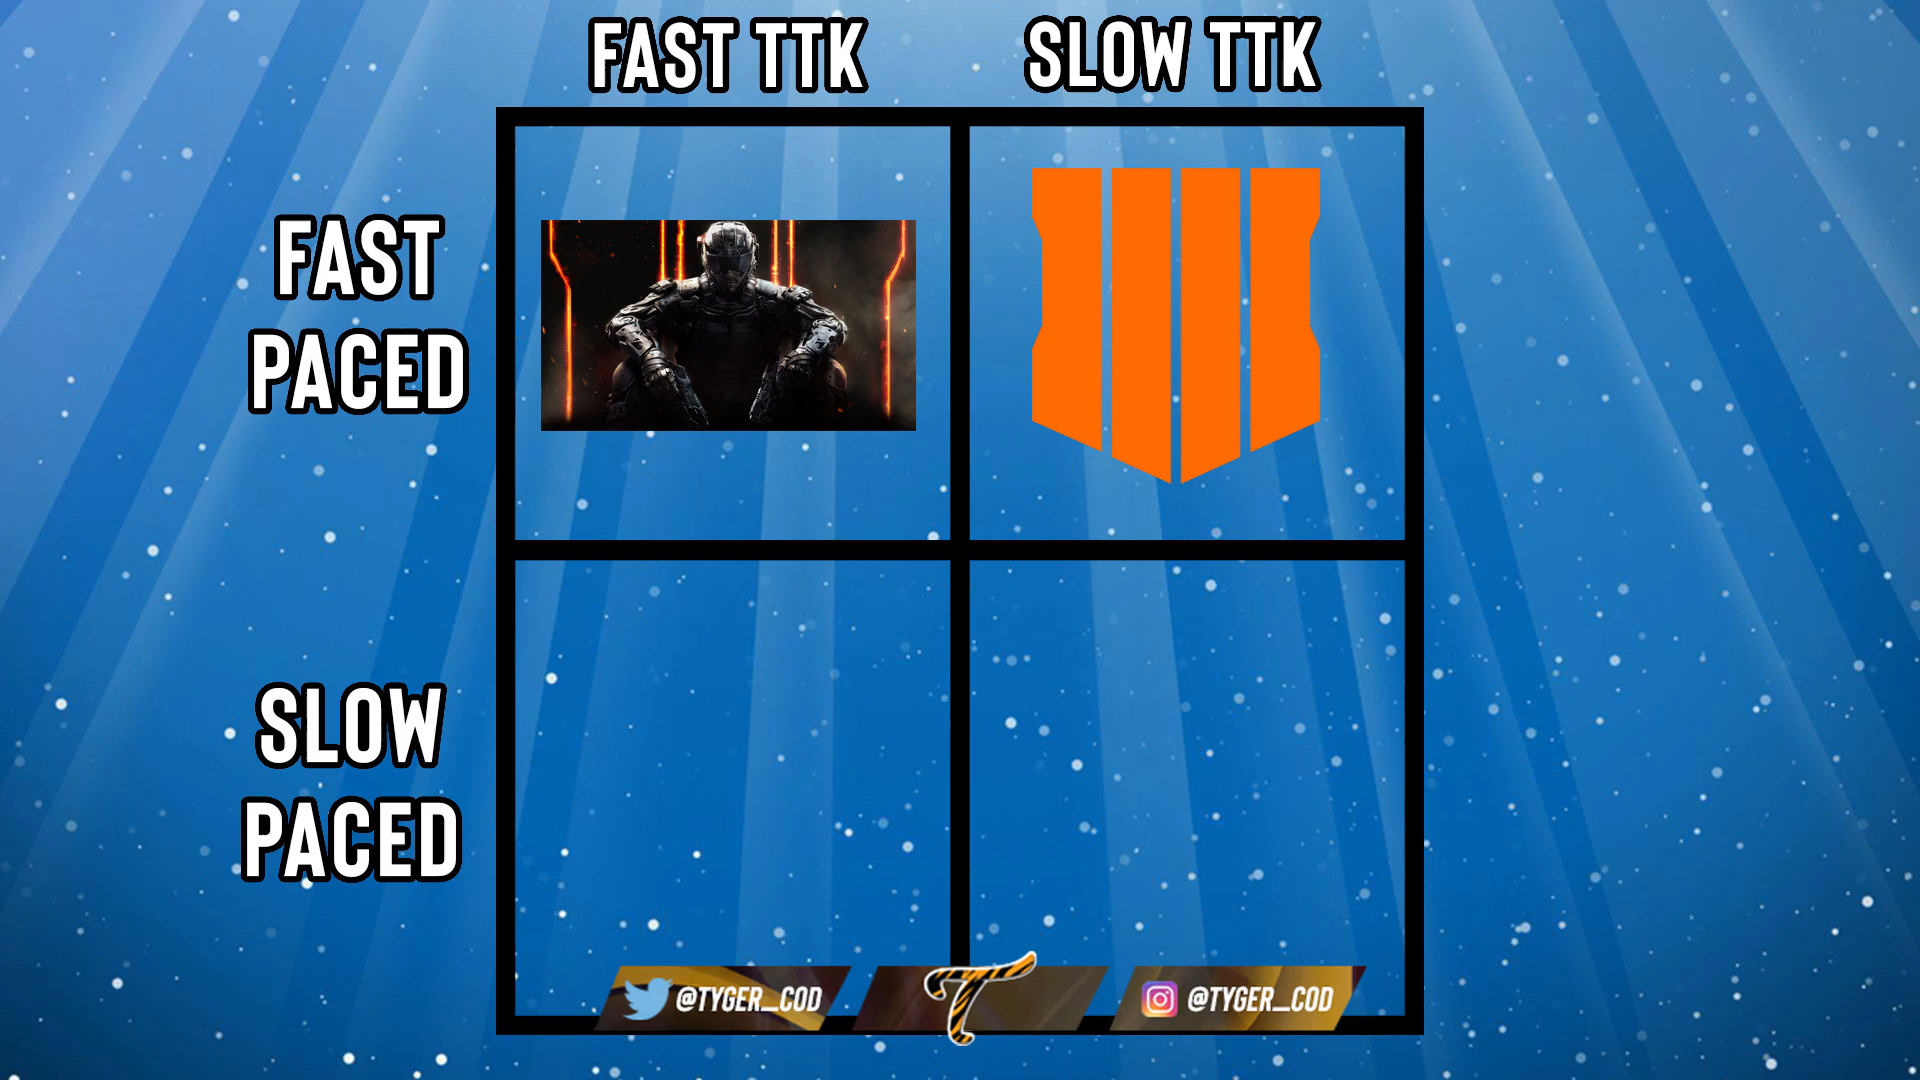 FAST TTK
SLOW TTK
FAST
PACED
SLOW
PACED
@TYGER_COD
T
@TYGER_COD